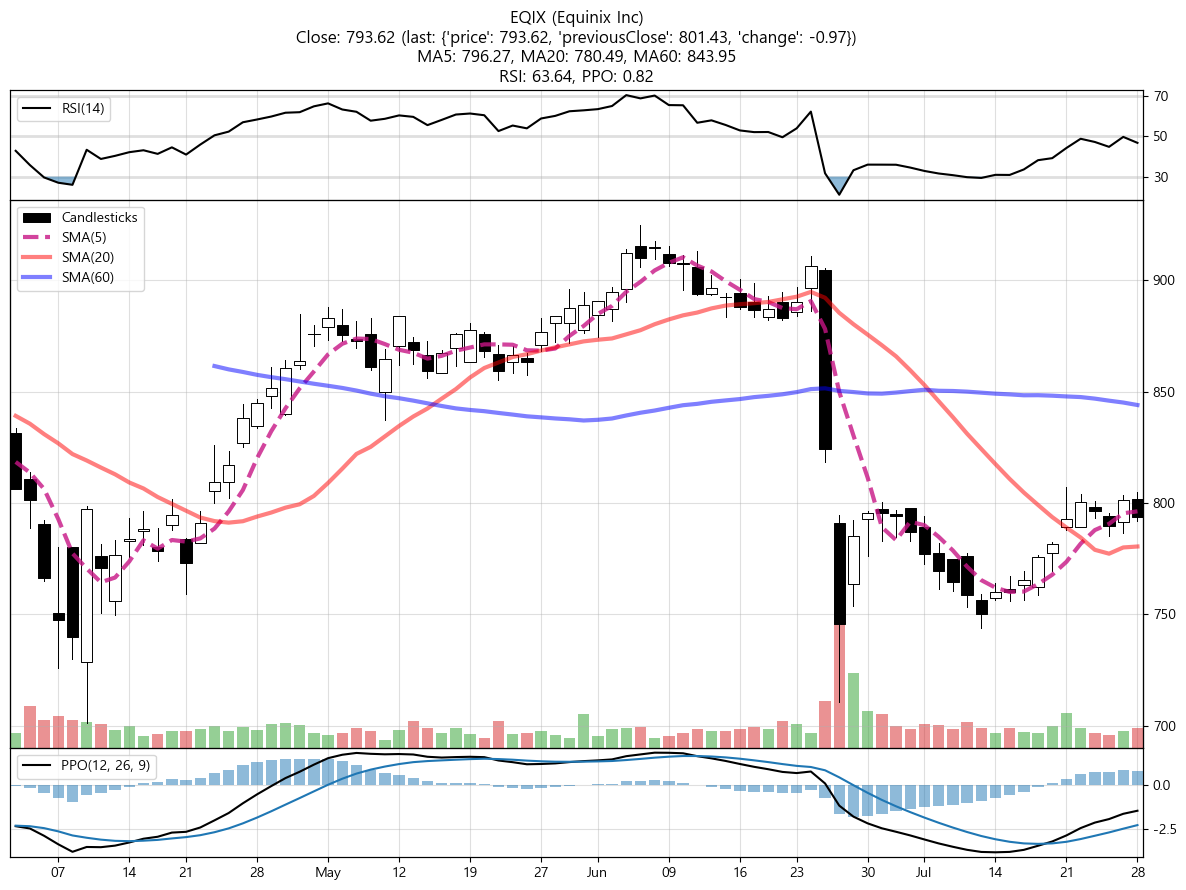 EQIX (Equinix Inc)
Close: 793.62 (last: {'price': 793.62, 'previousClose': 801.43, 'change': -0.97})
MA5: 796.27, MA20: 780.49, MA60: 843.95
RSI: 63.64, PPO: 0.82
RSI(14)
70
50
30
Candlesticks
SMA(5)
SMA(20)
SMA(60)
900
850
800
750
700
PPO(12, 26, 9)
0.0
-2.5
07 14 21 28 May 12 19 27 Jun 09 16 23 30 Jul 14 21 28